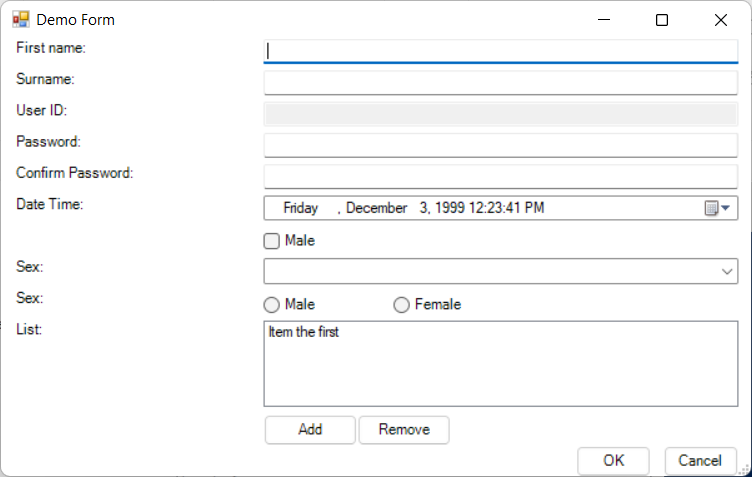 Demo Form
First name:
Surname:
User ID:
Password:
Confirm Password:
Date Time: Friday , December 3, 1999 12:23:41 PM
Male
Sex:
Sex: Male Female
List: Item the first
Add Remove
OK Cancel